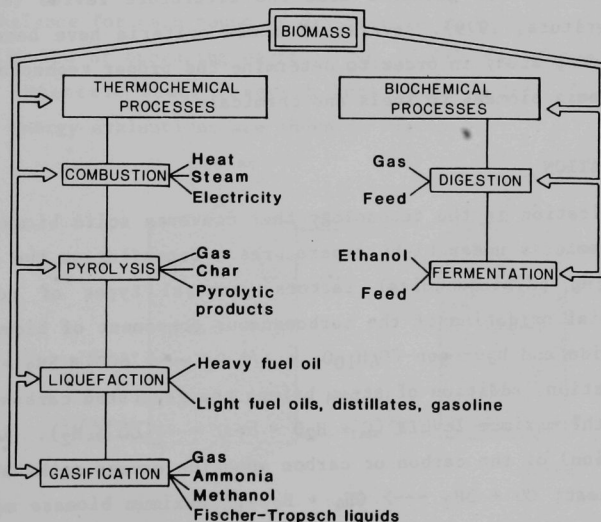 BIOMASS
THERMOCHEMICAL
PROCESSES
COMBUSTION
Heat
Steam
Electricity
PYROLYSIS
Gas
Char
Pyrolytic
products
LIQUEFACTION
Heavy fuel oil
Light fuel oils, distillates, gasoline
GASIFICATION
Gas
Ammonia
Methanol
Fischer-Tropsch liquids
BIOCHEMICAL
PROCESSES
Gas
Feed
DIGESTION
Ethanol
Feed
FERMENTATION